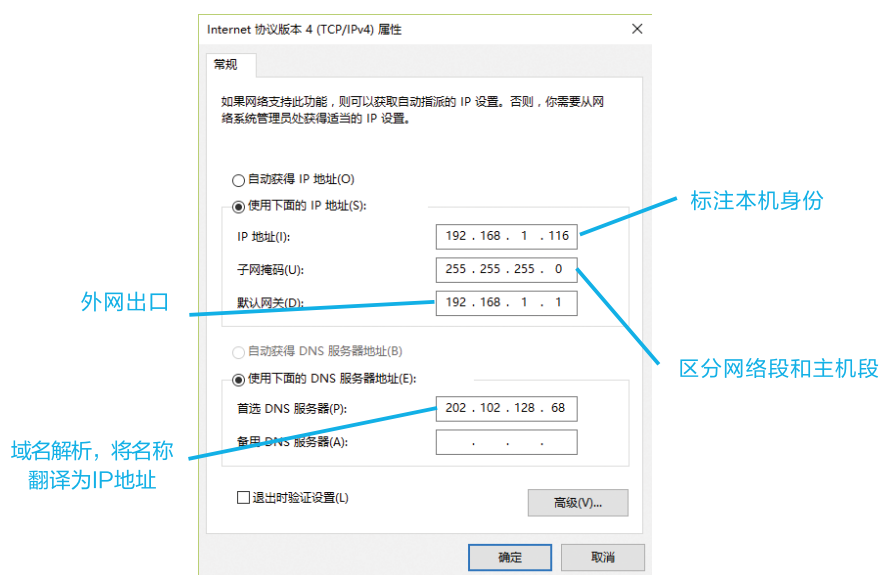 Internet 协议版本 4 (TCP/IPv4) 属性
常规
如果网络支持此功能，则可以获取自动指派的 IP 设置。否则，你需要从网
络系统管理员处获得适当的 IP 设置。
自动获得 IP 地址(O)
使用下面的 IP 地址(S):
IP 地址(I): 192 . 168 . 1 . 116
标注本机身份
子网掩码(U): 255 . 255 . 255 . 0
外网出口
默认网关(D): 192 . 168 . 1 . 1
自动获得 DNS 服务器地址(B)
区分网络段和主机段
使用下面的 DNS 服务器地址(E):
首选 DNS 服务器(P): 202 . 102 . 128 . 68
备用 DNS 服务器(A): . . .
域名解析，将名称
翻译为IP地址
退出时验证设置(L)
高级(V)...
确定 取消